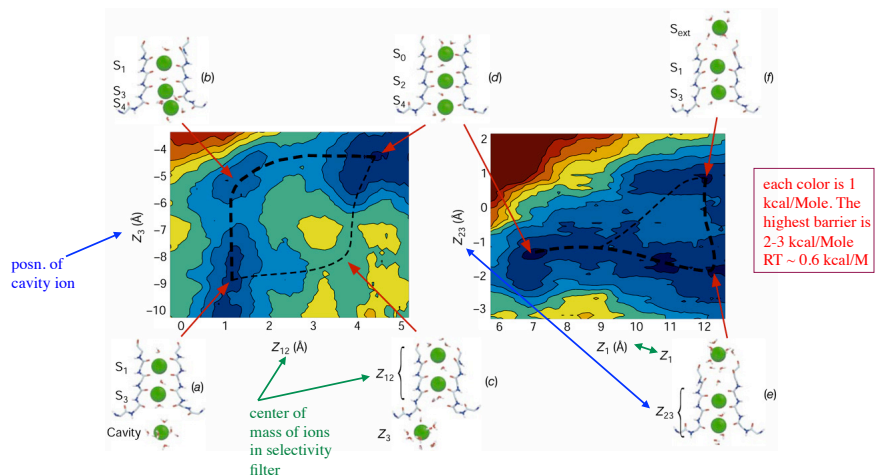 S₁
S₃
S₄
(b)
S₀
S₂
S₄
(d)
Sext
S₁
S₃
(f)
posn. of
cavity ion
Z₃ (Å)
−4
−5
−6
−7
−8
−9
−10
0
1
2
3
4
5
Z₁₂ (Å)
Z₂₃ (Å)
2
1
0
−1
−2
−3
6
7
8
9
10
11
12
Z₁ (Å)
Z₁
each color is 1
kcal/Mole. The
highest barrier is
2-3 kcal/Mole
RT ~ 0.6 kcal/M
S₁
S₃
Cavity
(a)
center of
mass of ions
in selectivity
filter
Z₁₂
Z₃
(c)
Z₂₃
(e)